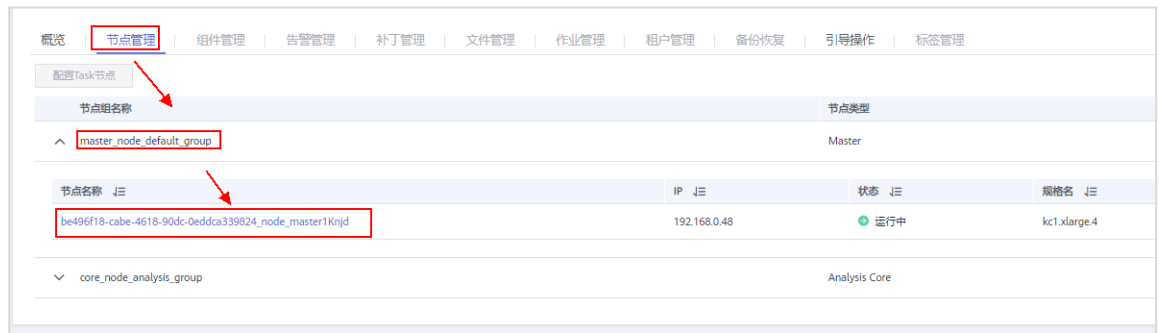 概览 节点管理 组件管理 告警管理 补丁管理 文件管理 作业管理 租户管理 备份恢复 引导操作 标签管理
配置Task节点
节点组名称 节点类型
master_node_default_group Master
节点名称 IP 状态 规格名
be496f18-cabe-4618-90dc-0eddca339824_node_master1Knjd 192.168.0.48 运行中 kc1.xlarge.4
core_node_analysis_group Analysis Core